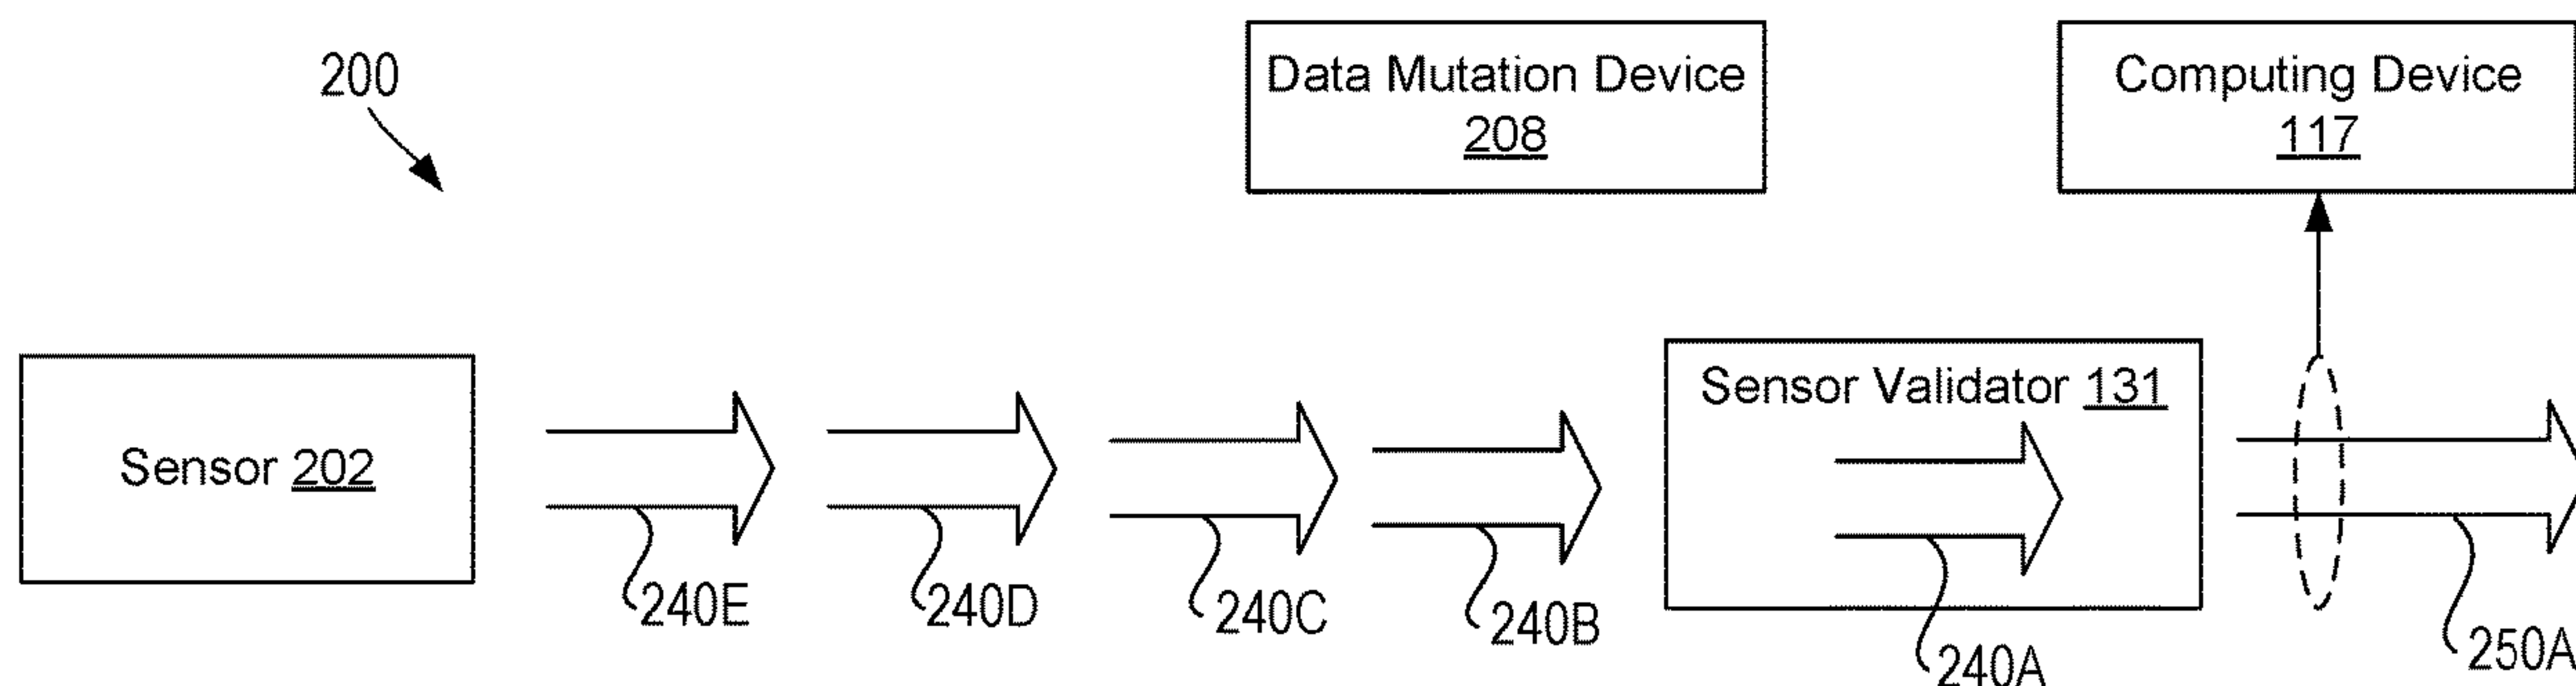 200
Data Mutation Device
208
Computing Device
117
Sensor 202
Sensor Validator 131
240E
240D
240C
240B
240A
250A